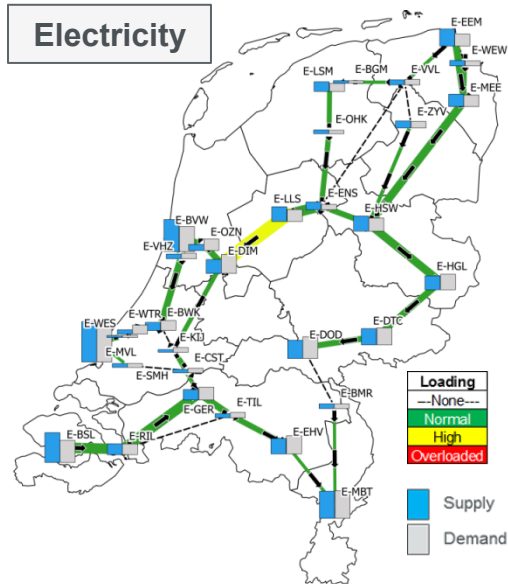 Electricity
E-EEM
E-WEW
E-LSM
E-BGM
E-VVL
E-MEE
E-ZYV
E-OHK
E-ENS
E-LLS
E-HSW
E-BVW
E-OZN
E-VHZ
E-DIM
E-HGL
E-WTR
E-BWK
E-WES
E-DTC
E-KIJ
E-DOD
E-MVL
E-CST
E-SMH
E-BMR
E-GER
E-TIL
E-BSL
E-RIL
E-EHV
E-MBT
Loading
---None---
Normal
High
Overloaded
Supply
Demand